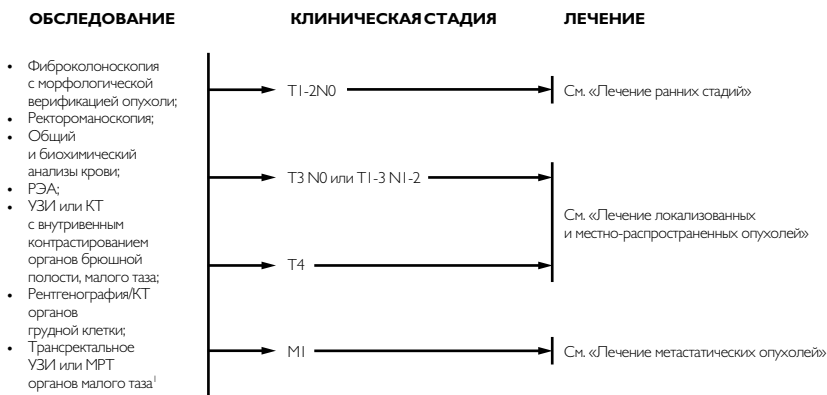 ОБСЛЕДОВАНИЕ
КЛИНИЧЕСКАЯ СТАДИЯ
ЛЕЧЕНИЕ
• Фиброколоноскопия
с морфологической
верификацией опухоли;
• Ректороманоскопия;
• Общий
и биохимический
анализы крови;
• РЭА;
• УЗИ или КТ
с внутривенным
контрастированием
органов брюшной
полости, малого таза;
• Рентгенография/КТ
органов
грудной клетки;
• Трансректальное
УЗИ или МРТ
органов малого таза¹
T1-2N0
См. «Лечение ранних стадий»
T3 N0 или T1-3 N1-2
T4
См. «Лечение локализованных
и местно-распространенных опухолей»
M1
См. «Лечение метастатических опухолей»